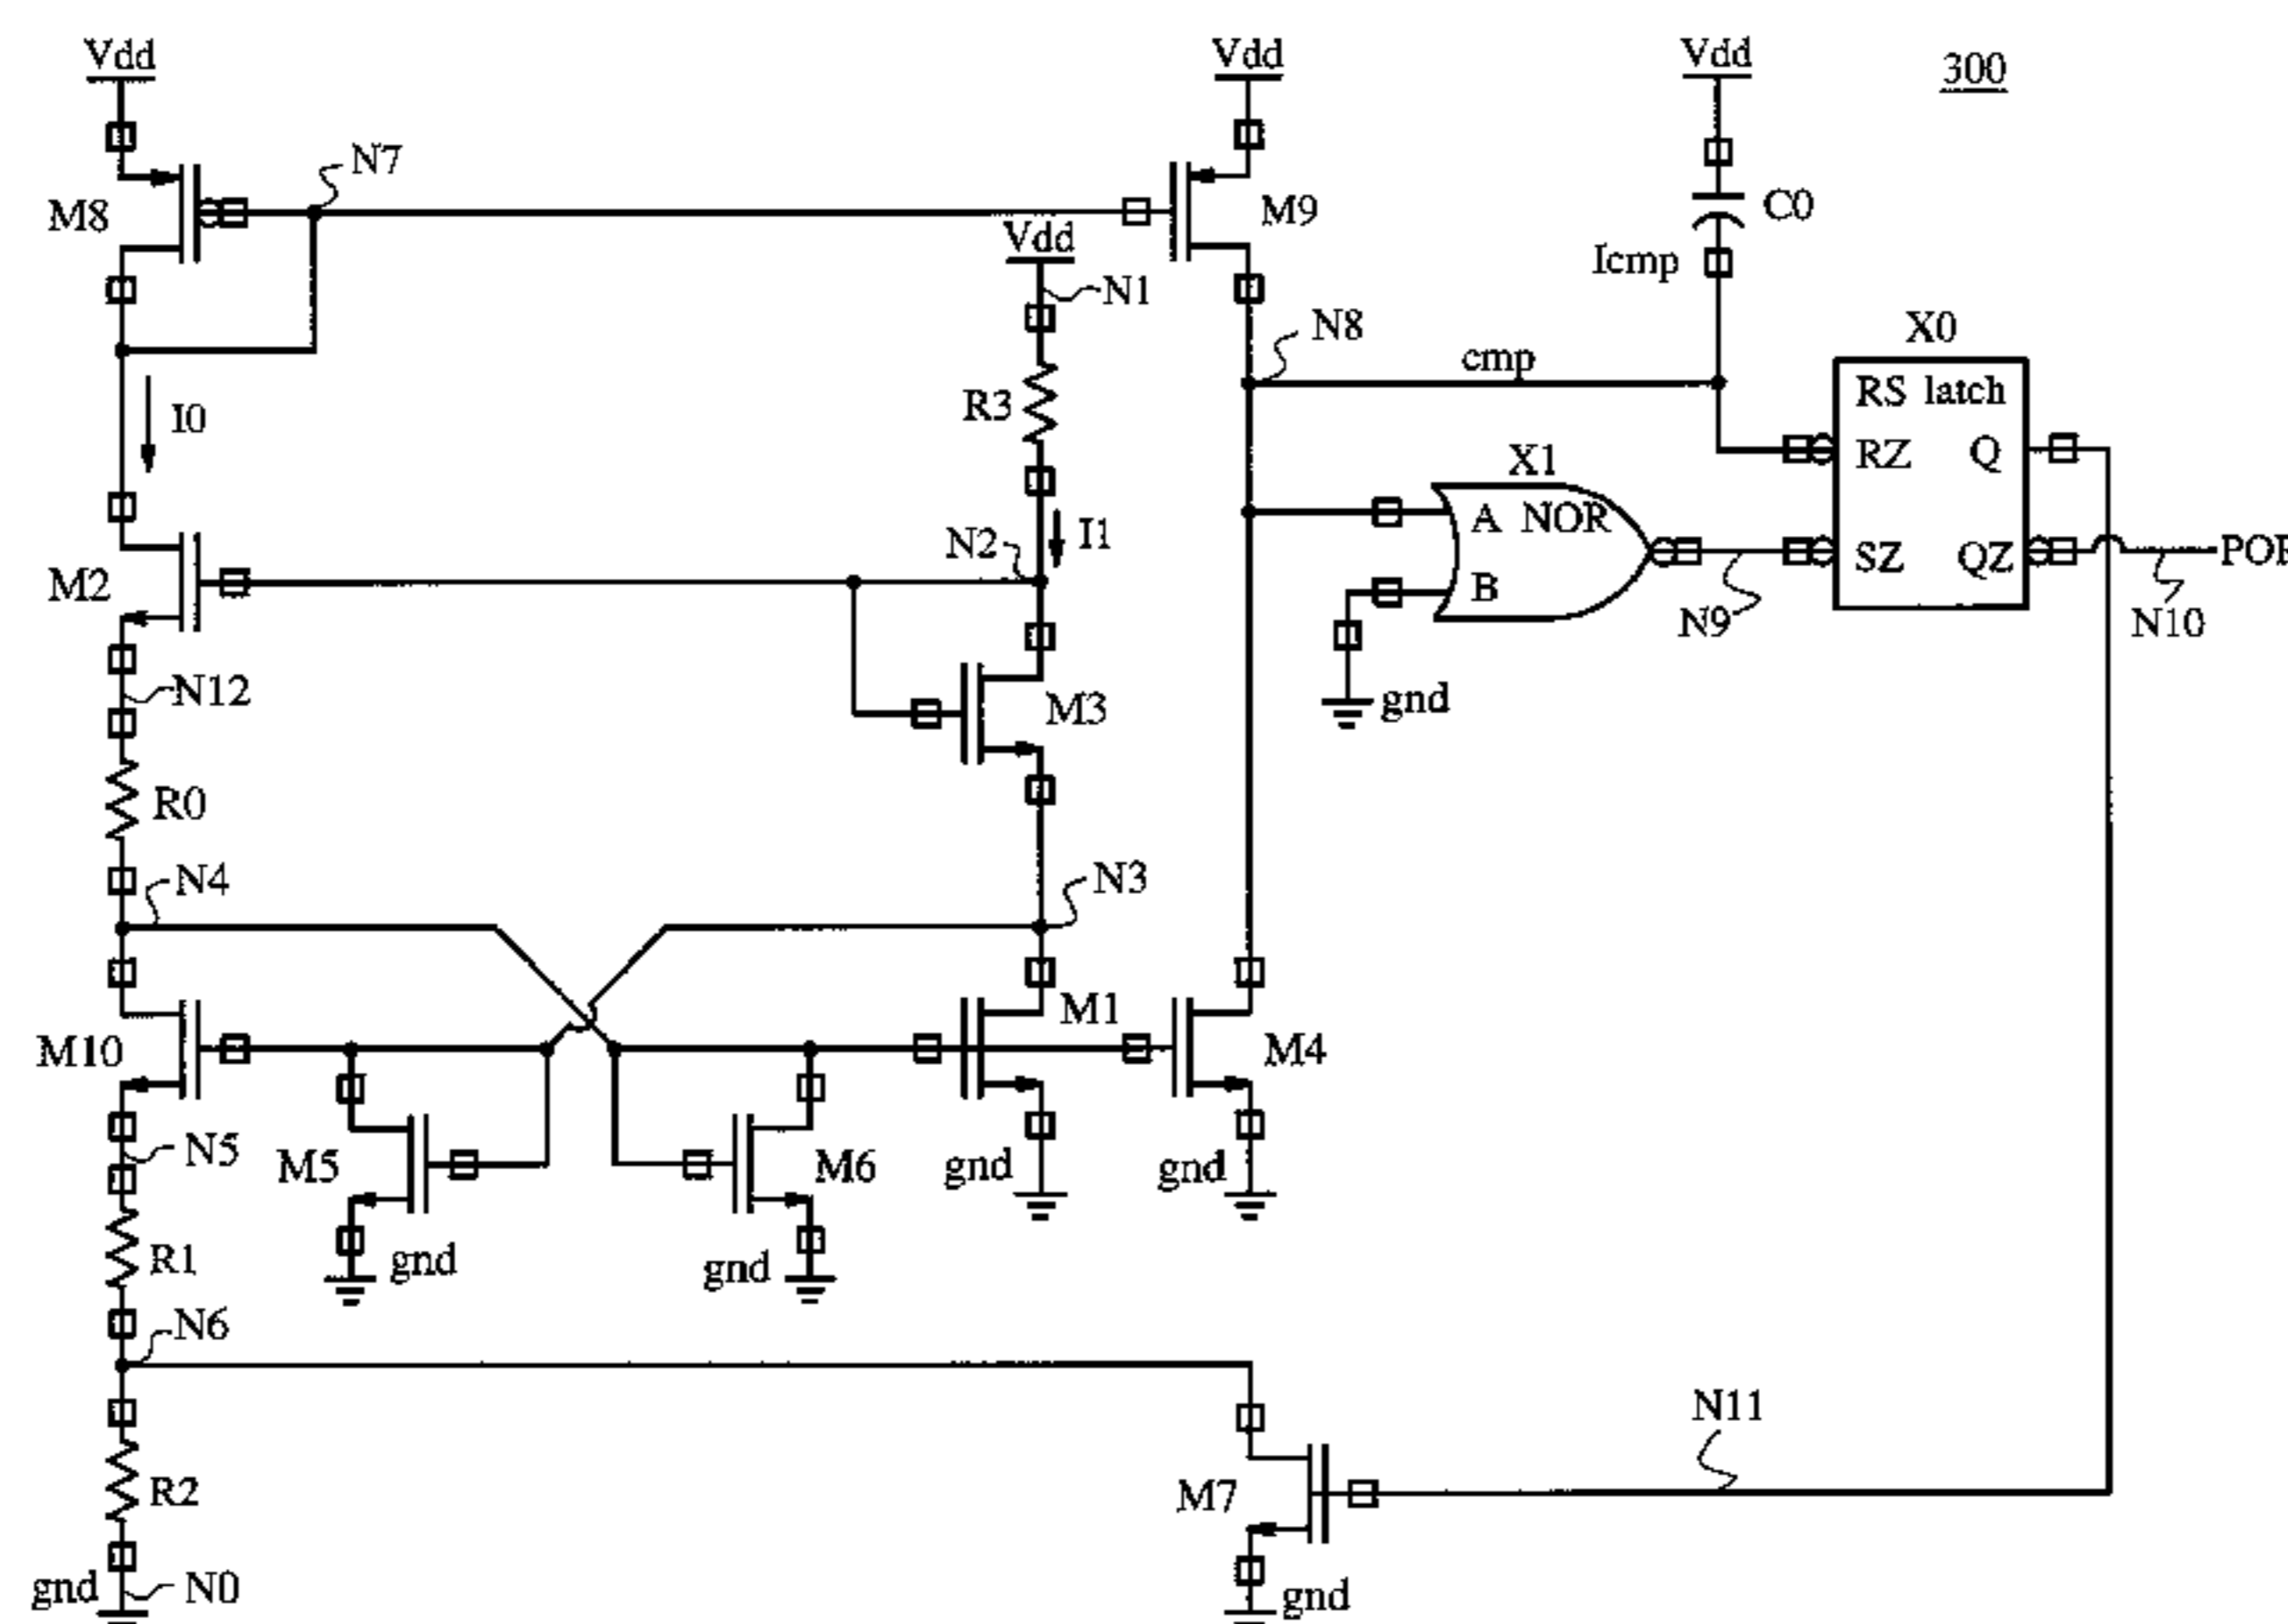 Vdd
Vdd
Vdd
300
N7
M8
M9
C0
Vdd
N1
Icmp
N8
cmp
X0
R3
I0
RS latch
RZ Q
X1
A NOR
N2
I1
M2
B
SZ QZ
N9
N10
N12
M3
gnd
R0
N4
N3
M1
M10
M4
N5
M5
M6
gnd
gnd
gnd
gnd
R1
N6
N11
R2
M7
gnd
N0
gnd